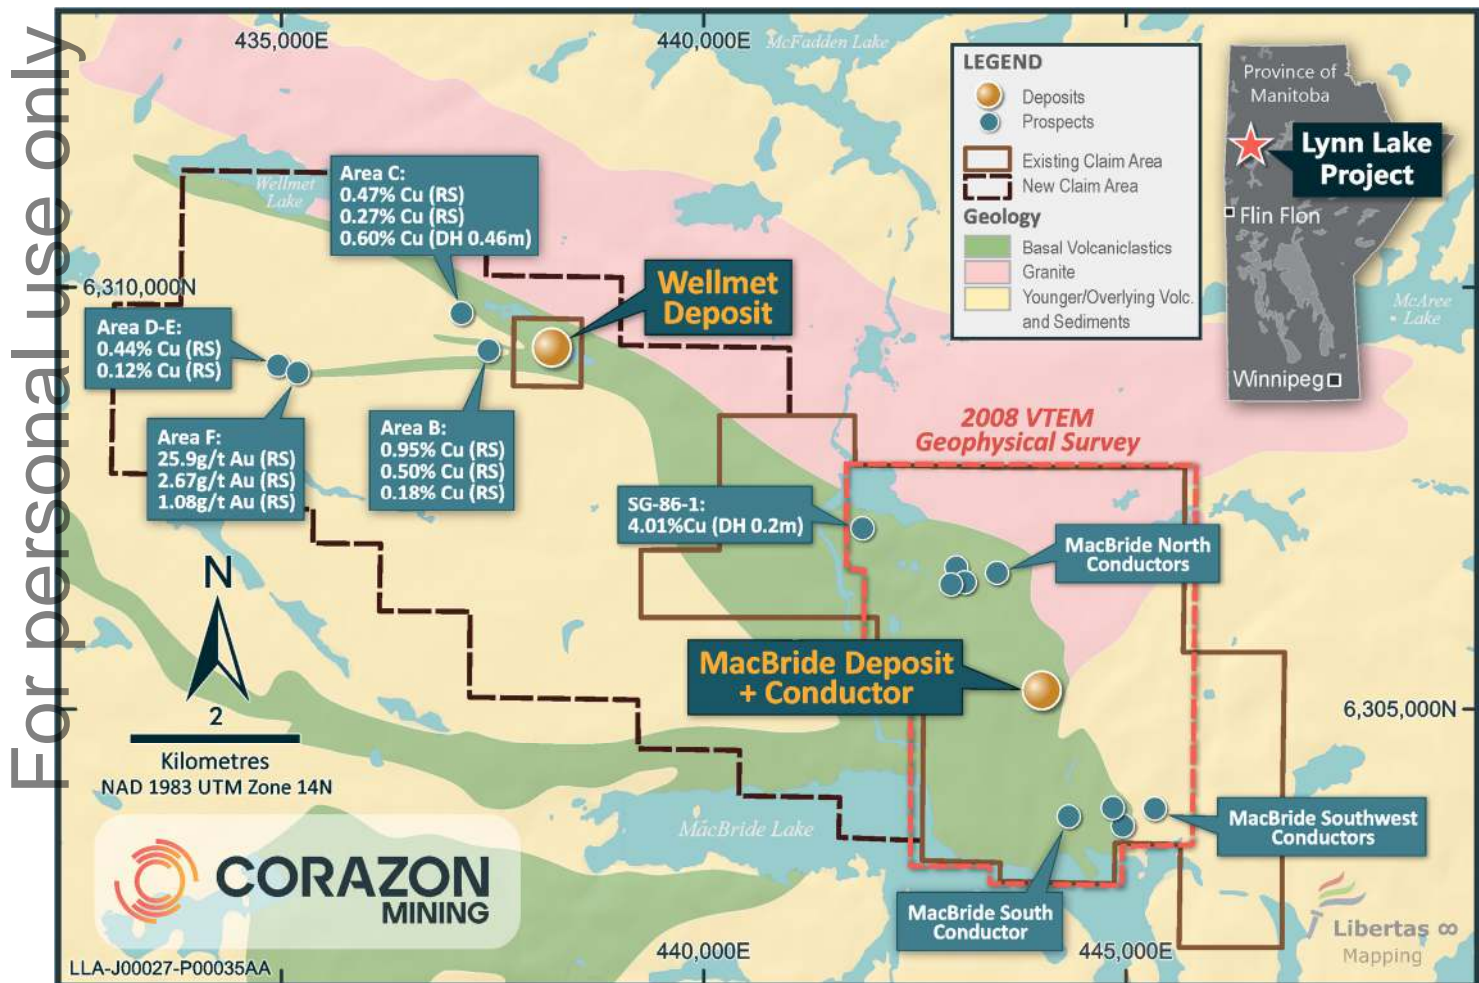 For personal use only
435,000E
440,000E
McFadden Lake
LEGEND
Deposits
Prospects
Existing Claim Area
New Claim Area
Geology
Basal Volcaniclastics
Granite
Younger/Overlying Volc.
and Sediments
Province of
Manitoba
Lynn Lake
Project
Flin Flon
Winnipeg
McAree
Lake
Wellmet
Lake
Area C:
0.47% Cu (RS)
0.27% Cu (RS)
0.60% Cu (DH 0.46m)
6,310,000N
Wellmet
Deposit
Area D-E:
0.44% Cu (RS)
0.12% Cu (RS)
Area F:
25.9g/t Au (RS)
2.67g/t Au (RS)
1.08g/t Au (RS)
Area B:
0.95% Cu (RS)
0.50% Cu (RS)
0.18% Cu (RS)
2008 VTEM
Geophysical Survey
SG-86-1:
4.01%Cu (DH 0.2m)
MacBride North
Conductors
N
MacBride Deposit
+ Conductor
2
Kilometres
NAD 1983 UTM Zone 14N
6,305,000N
MacBride Lake
MacBride Southwest
Conductors
CORAZON
MINING
MacBride South
Conductor
Libertas ∞
Mapping
440,000E
445,000E
LLA-J00027-P00035AA